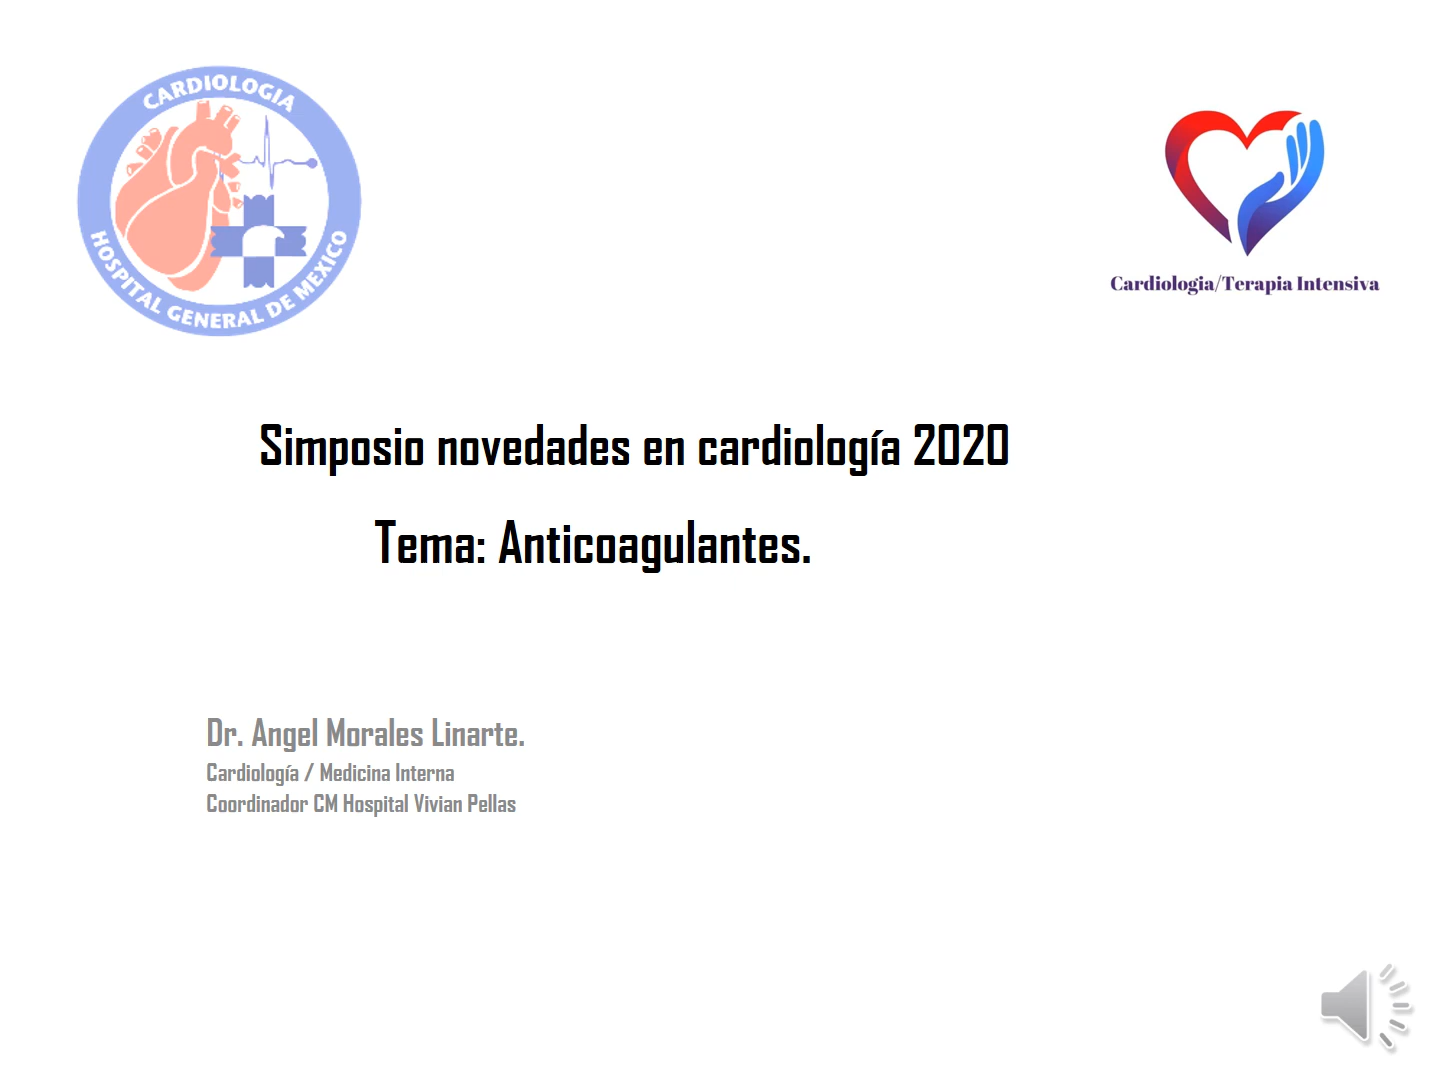 CARDIOLOGIA
HOSPITAL GENERAL DE MEXICO
Cardiologia/Terapia Intensiva
Simposio novedades en cardiología 2020
Tema: Anticoagulantes.
Dr. Angel Morales Linarte.
Cardiología / Medicina Interna
Coordinador CM Hospital Vivian Pellas